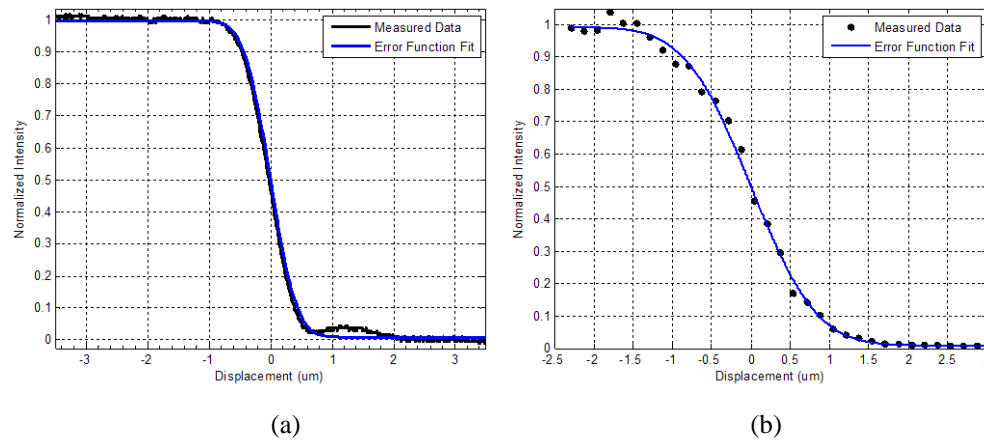 1
0.9
0.8
0.7
0.6
0.5
0.4
0.3
0.2
0.1
0
Normalized Intensity
-3 -2 -1 0 1 2 3
Displacement (um)
Measured Data
Error Function Fit
(a)
1
0.9
0.8
0.7
0.6
0.5
0.4
0.3
0.2
0.1
0
Normalized Intensity
-2.5 -2 -1.5 -1 -0.5 0 0.5 1 1.5 2 2.5
Displacement (um)
Measured Data
Error Function Fit
(b)